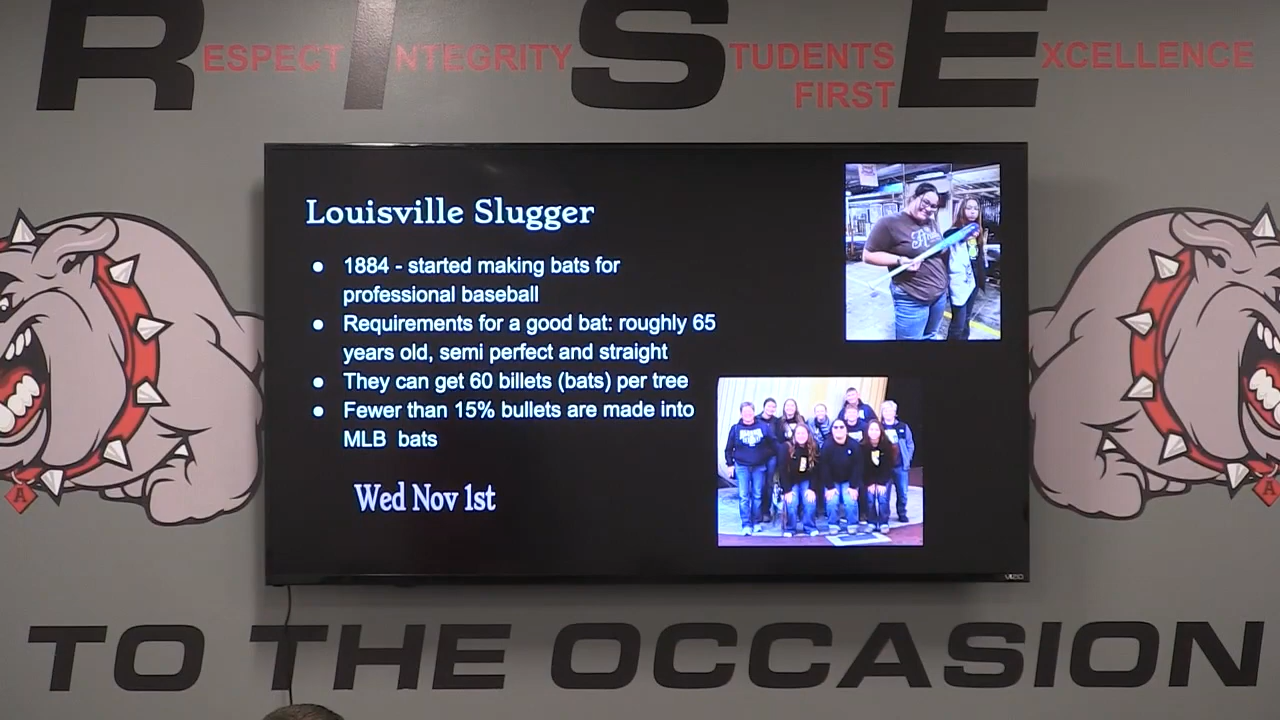 RESPECT INTEGRITY STUDENTS EXCELLENCE
FIRST
Louisville Slugger
● 1884 - started making bats for
professional baseball
● Requirements for a good bat: roughly 65
years old, semi perfect and straight
● They can get 60 billets (bats) per tree
● Fewer than 15% bullets are made into
MLB bats
Wed Nov 1st
VIZIO
A
A
TO THE OCCASION